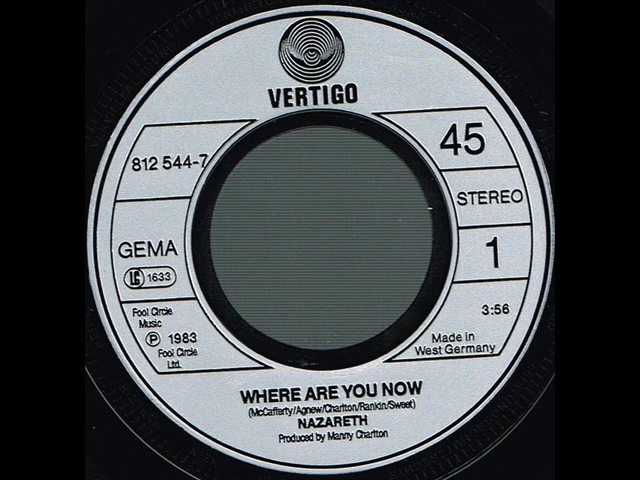 VERTIGO
812 544-7
45
STEREO
GEMA
LC 1633
1
Fool Circle
Music
℗ 1983
Fool Circle
Ltd.
3:56
Made in
West Germany
WHERE ARE YOU NOW
(McCafferty/Agnew/Charlton/Rankin/Sweet)
NAZARETH
Produced by Manny Charlton